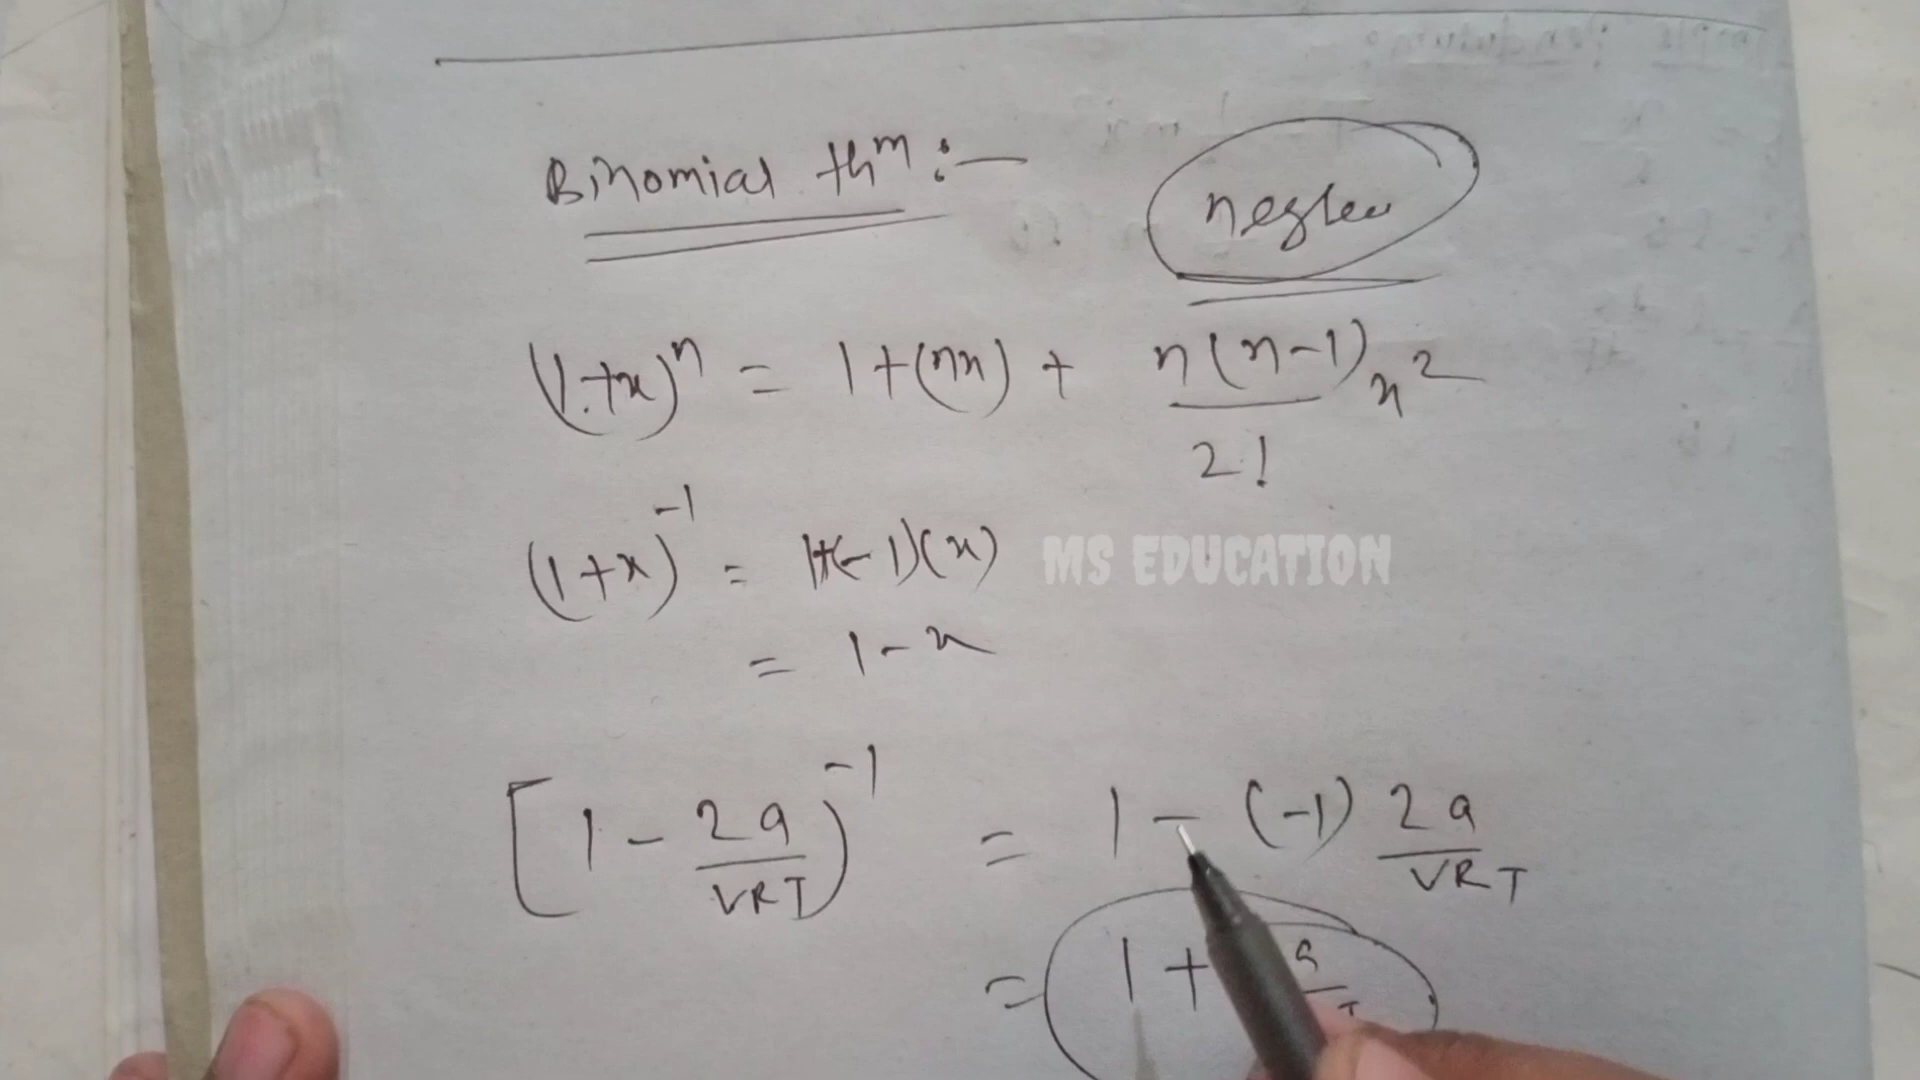 Binomial thm :-
neglec
(1+x)^n = 1+(nx) + n(n-1)/2! x^2
(1+x)^-1 = 1+(-1)(x)
MS EDUCATION
= 1-x
[1 - 2a/VRT)^-1 = 1 - (-1) 2a/VRT
= 1 + a/T